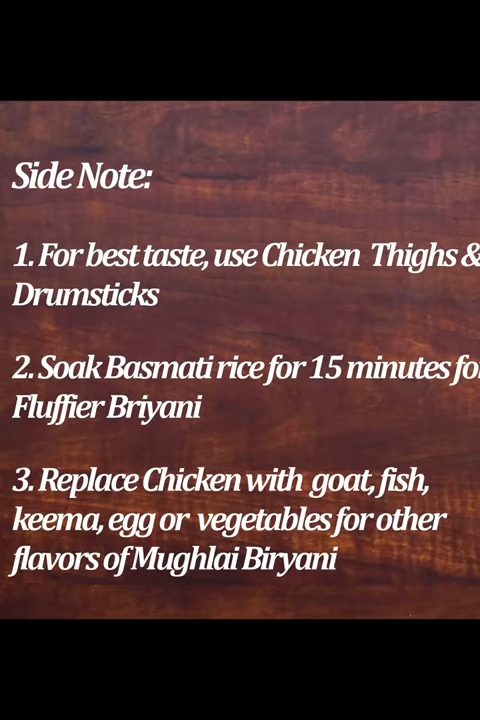 Side Note:
1. For best taste, use Chicken Thighs &
Drumsticks
2. Soak Basmati rice for 15 minutes for
Fluffier Briyani
3. Replace Chicken with goat, fish,
keema, egg or vegetables for other
flavors of Mughlai Biryani